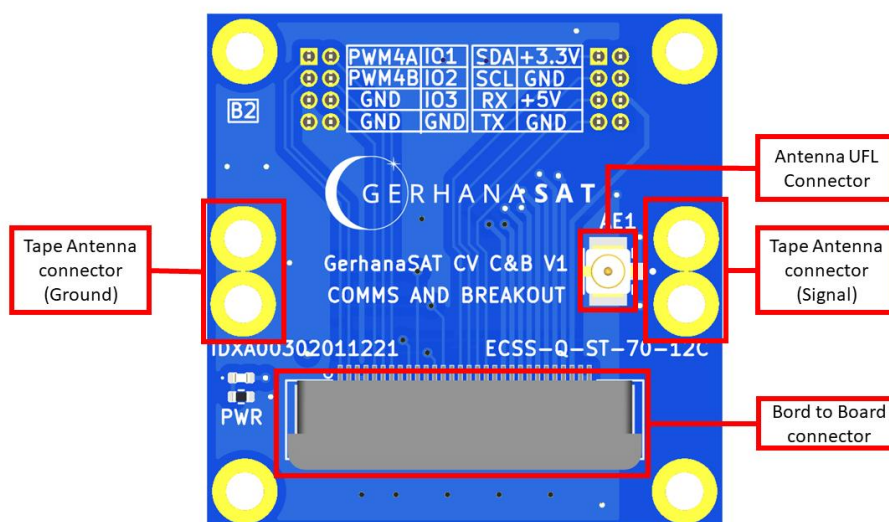 PWM4A IO1 SDA +3.3V
PWM4B IO2 SCL GND
GND IO3 RX +5V
GND GND TX GND
B2
GERHANASAT
AE1
Antenna UFL
Connector
Tape Antenna
connector
(Ground)
GerhanaSAT CV C&B V1
COMMS AND BREAKOUT
Tape Antenna
connector
(Signal)
IDXA00302011221 ECSS-Q-ST-70-12C
PWR
Bord to Board
connector